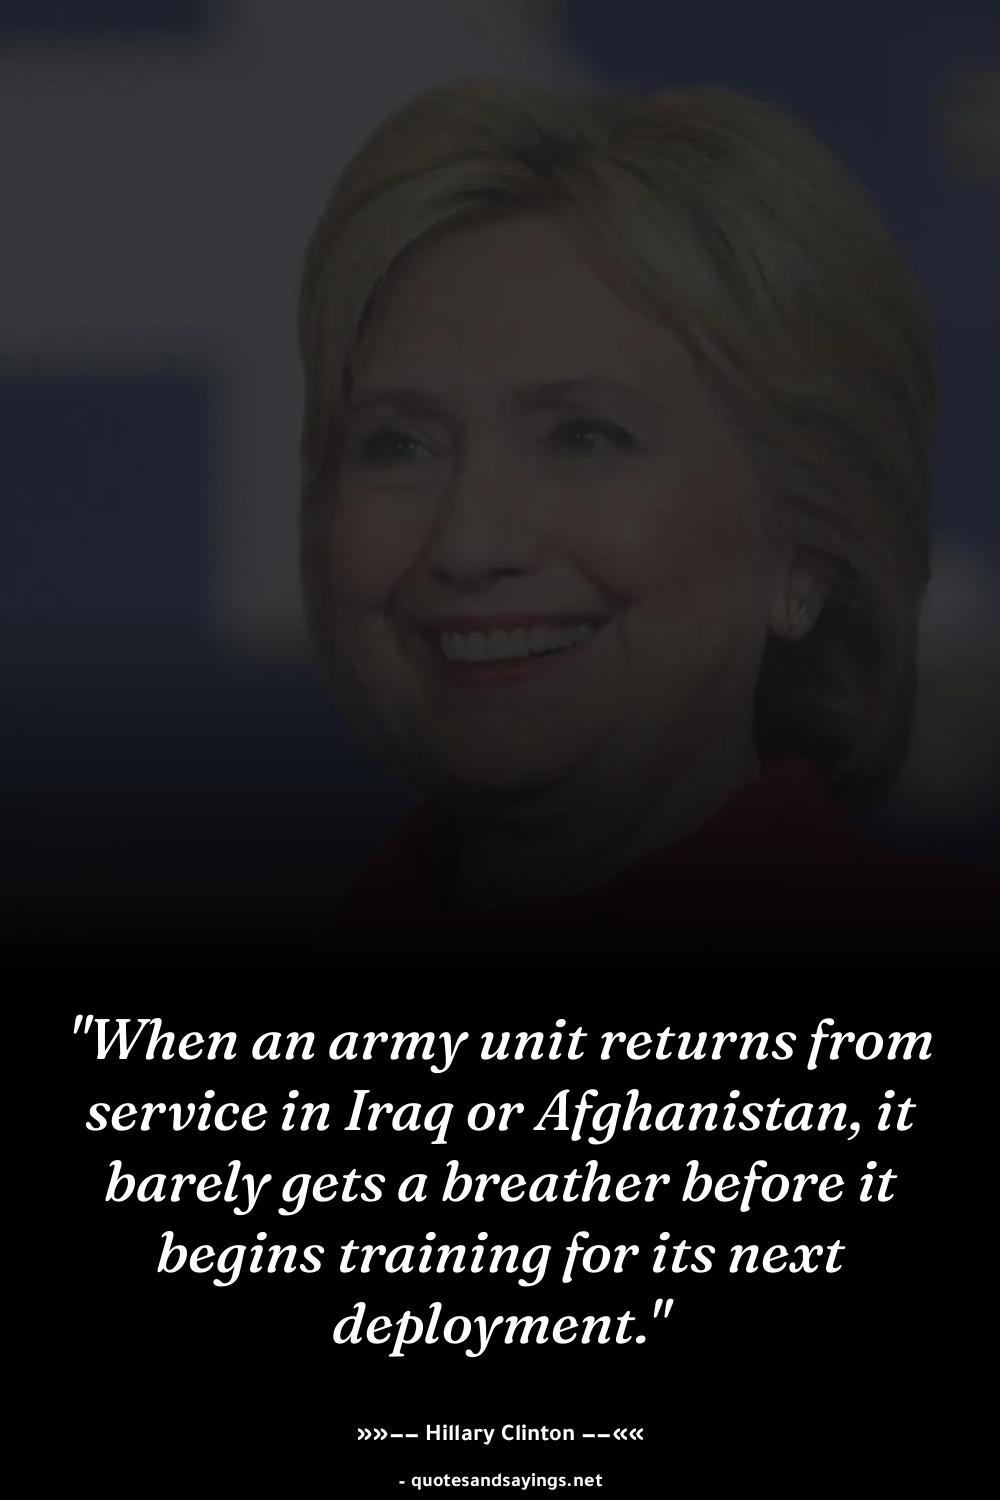 "When an army unit returns from
service in Iraq or Afghanistan, it
barely gets a breather before it
begins training for its next
deployment."
»»–– Hillary Clinton ––««
- quotesandsayings.net